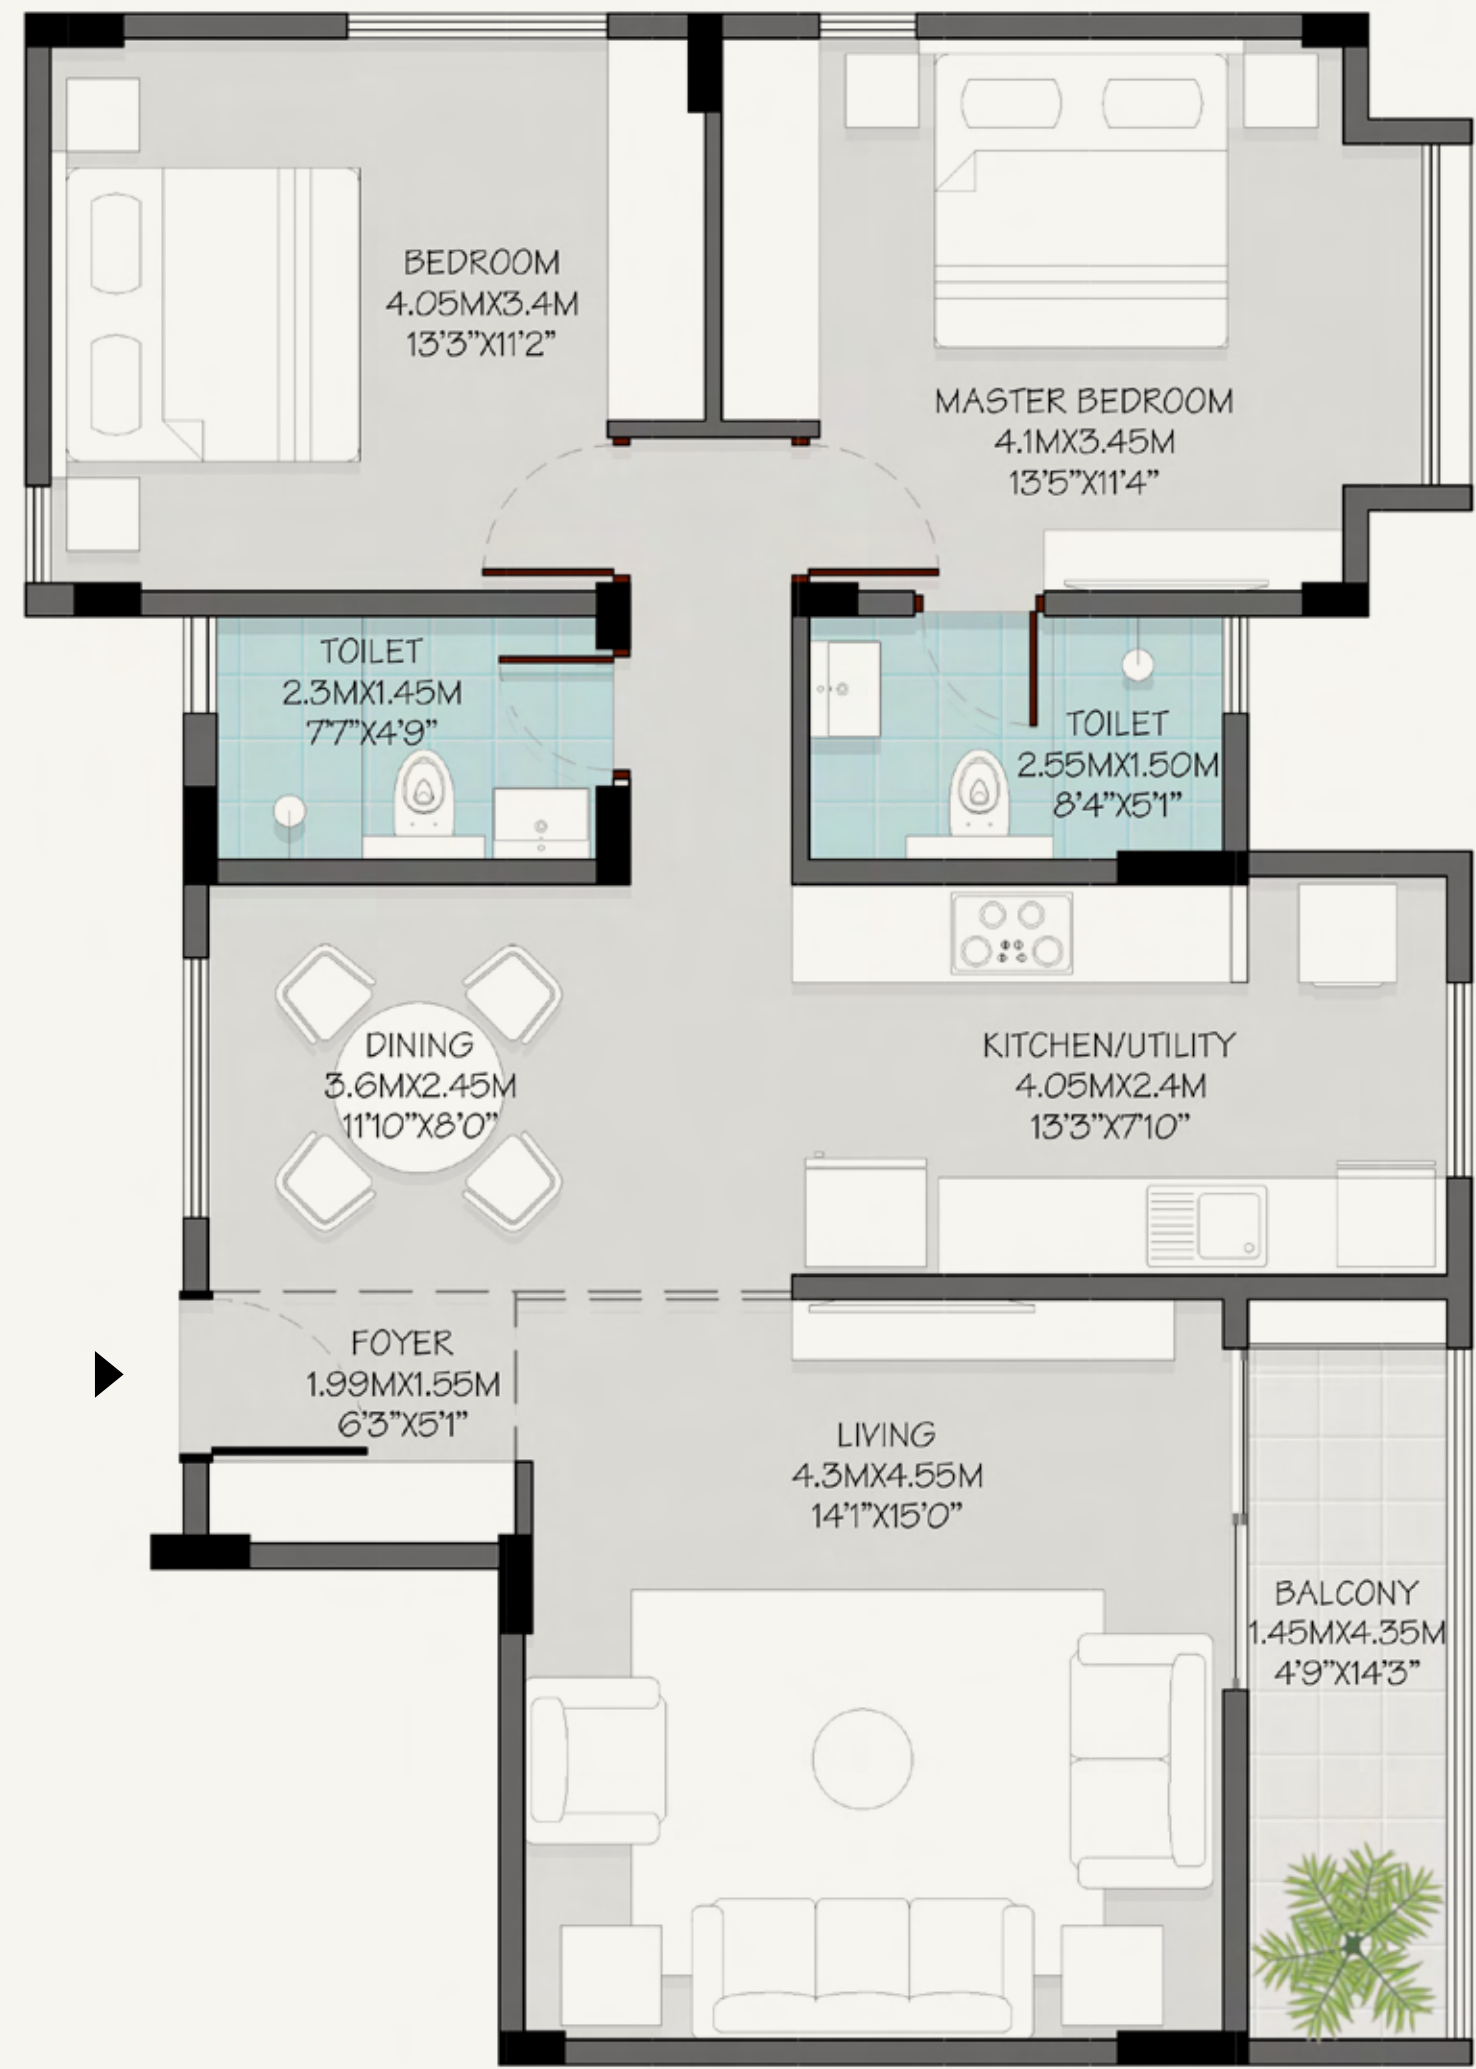 BEDROOM
4.05MX3.4M
13'3"X11'2"
MASTER BEDROOM
4.1MX3.45M
13'5"X11'4"
TOILET
2.3MX1.45M
7'7"X4'9"
TOILET
2.55MX1.50M
8'4"X5'1"
DINING
3.6MX2.45M
11'10"X8'0"
KITCHEN/UTILITY
4.05MX2.4M
13'3"X7'10"
FOYER
1.99MX1.55M
6'3"X5'1"
LIVING
4.3MX4.55M
14'1"X15'0"
BALCONY
1.45MX4.35M
4'9"X14'3"